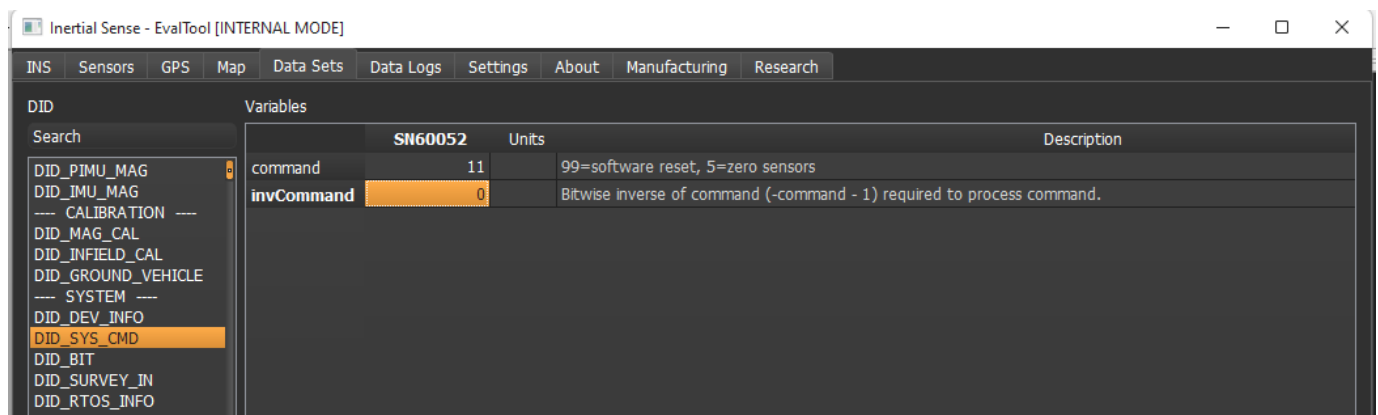 Inertial Sense - EvalTool [INTERNAL MODE]
INS Sensors GPS Map Data Sets Data Logs Settings About Manufacturing Research
DID
Search
DID_PIMU_MAG
DID_IMU_MAG
---- CALIBRATION ----
DID_MAG_CAL
DID_INFIELD_CAL
DID_GROUND_VEHICLE
---- SYSTEM ----
DID_DEV_INFO
DID_SYS_CMD
DID_BIT
DID_SURVEY_IN
DID_RTOS_INFO
Variables
SN60052 Units Description
command 11 99=software reset, 5=zero sensors
invCommand 0 Bitwise inverse of command (-command - 1) required to process command.